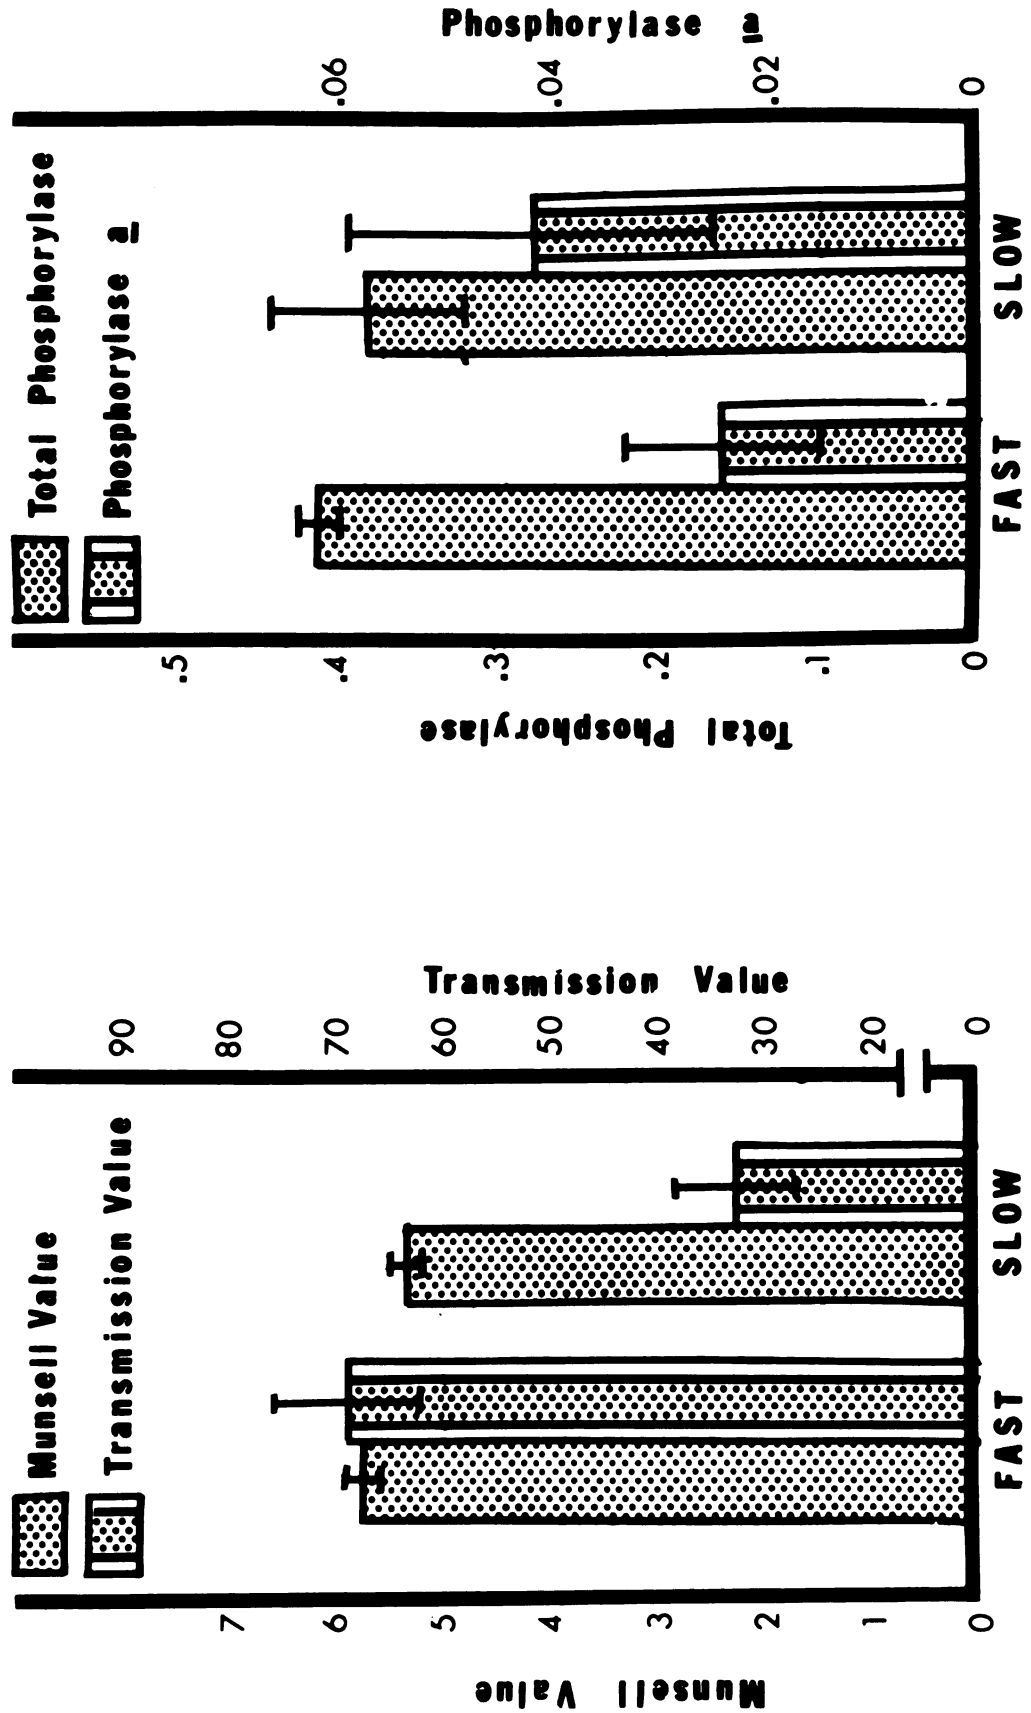 Munsell Value
Transmission Value
Munsell Value
7
6
5
4
3
2
1
0
Transmission Value
90
80
70
60
50
40
30
20
0
FAST SLOW
Total Phosphorylase
Phosphorylase a
Total Phosphorylase
.5
.4
.3
.2
.1
0
Phosphorylase a
.06
.04
.02
0
FAST SLOW